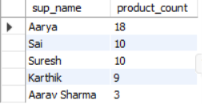 sup_name product_count
Aarya 18
Sai 10
Suresh 10
Karthik 9
Aarav Sharma 3